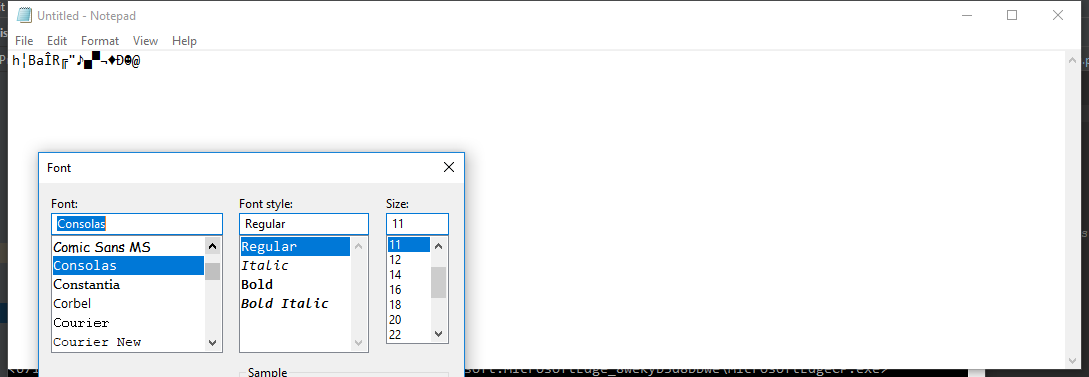 Untitled - Notepad
File Edit Format View Help
h¦BaÎR╔"♪▄▀¬♦Ð☻@
Font
Font: Font style: Size:
Consolas Regular 11
Comic Sans MS Regular 11
Consolas Italic 12
Constantia Bold 14
Corbel Bold Italic 16
Courier 18
Courier New 20
22
Sample